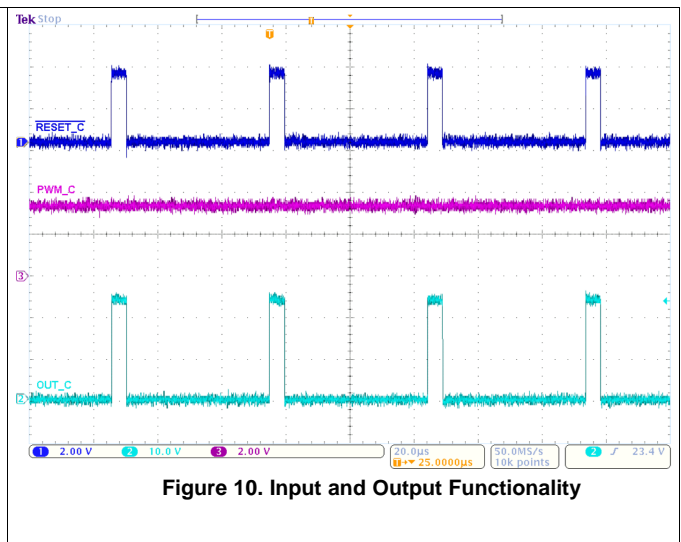 Tek Stop
T
T
RESET_C
1
PWM_C
3
OUT_C
2
1 2.00 V 2 10.0 V 3 2.00 V
20.0µs
T→▼ 25.0000µs
50.0MS/s
10k points
2 ʃ 23.4 V
Figure 10. Input and Output Functionality